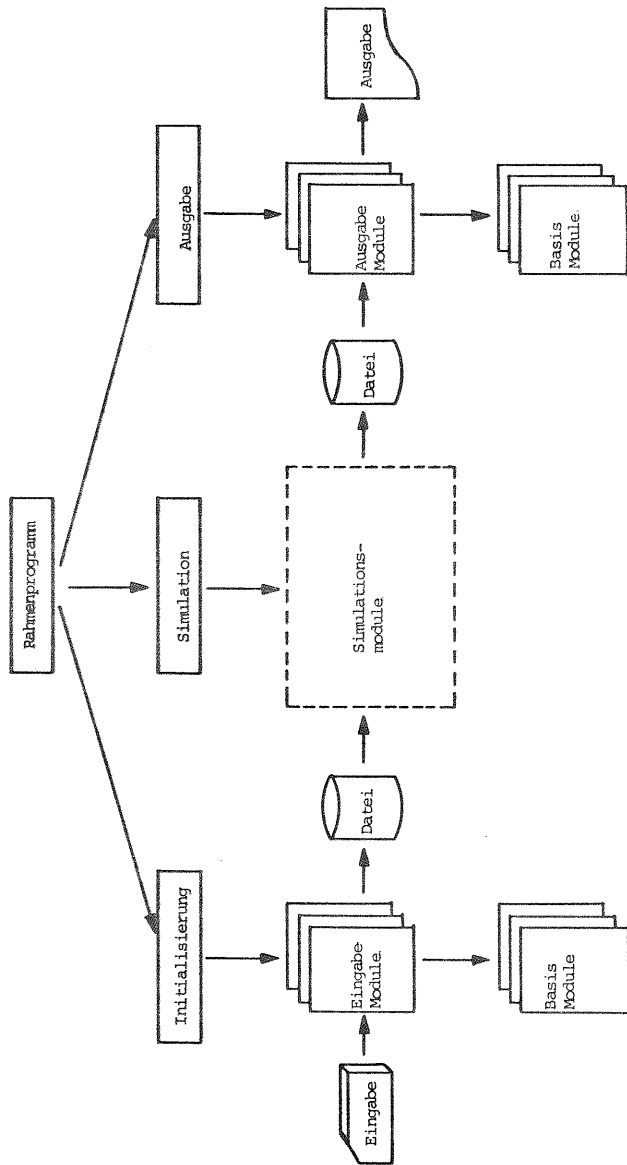 Rahmenprogramm
Initialisierung
Simulation
Ausgabe
Eingabe
Eingabe
Module.
Datei
Simulations-
module
Datei
Ausgabe
Module
Ausgabe
Basis
Module
Basis
Module.